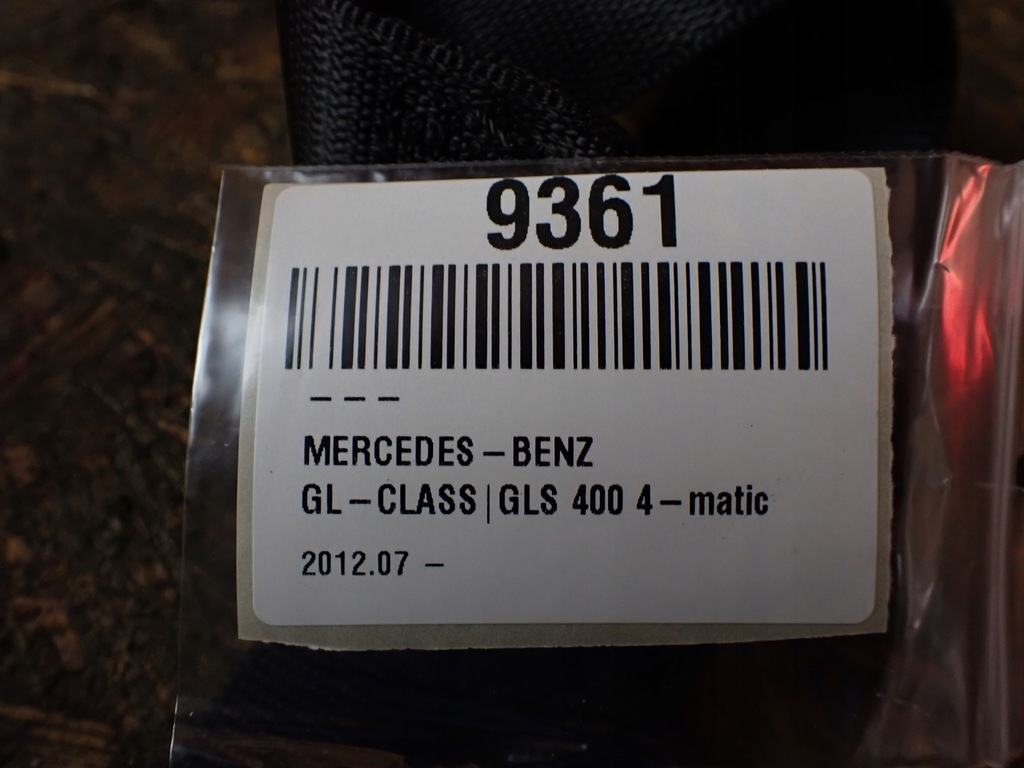 9361
– – –
MERCEDES – BENZ
GL – CLASS | GLS 400 4 – matic
2012.07 –